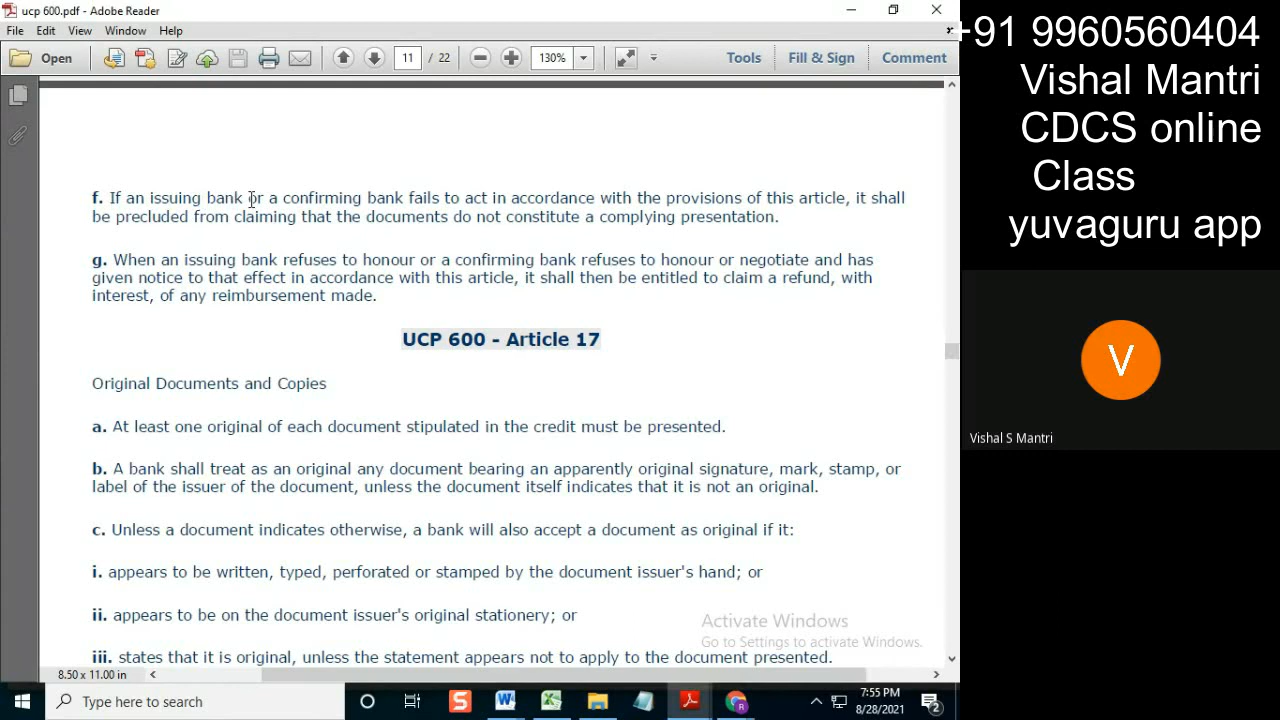 ucp 600.pdf - Adobe Reader
File Edit View Window Help
Open 11 / 22 130% Tools Fill & Sign Comment
f. If an issuing bank or a confirming bank fails to act in accordance with the provisions of this article, it shall
be precluded from claiming that the documents do not constitute a complying presentation.
g. When an issuing bank refuses to honour or a confirming bank refuses to honour or negotiate and has
given notice to that effect in accordance with this article, it shall then be entitled to claim a refund, with
interest, of any reimbursement made.
UCP 600 - Article 17
Original Documents and Copies
a. At least one original of each document stipulated in the credit must be presented.
b. A bank shall treat as an original any document bearing an apparently original signature, mark, stamp, or
label of the issuer of the document, unless the document itself indicates that it is not an original.
c. Unless a document indicates otherwise, a bank will also accept a document as original if it:
i. appears to be written, typed, perforated or stamped by the document issuer's hand; or
ii. appears to be on the document issuer's original stationery; or
iii. states that it is original, unless the statement appears not to apply to the document presented.
Activate Windows
Go to Settings to activate Windows.
8.50 x 11.00 in
Type here to search
7:55 PM
8/28/2021
2
+91 9960560404
Vishal Mantri
CDCS online
Class
yuvaguru app
V
Vishal S Mantri